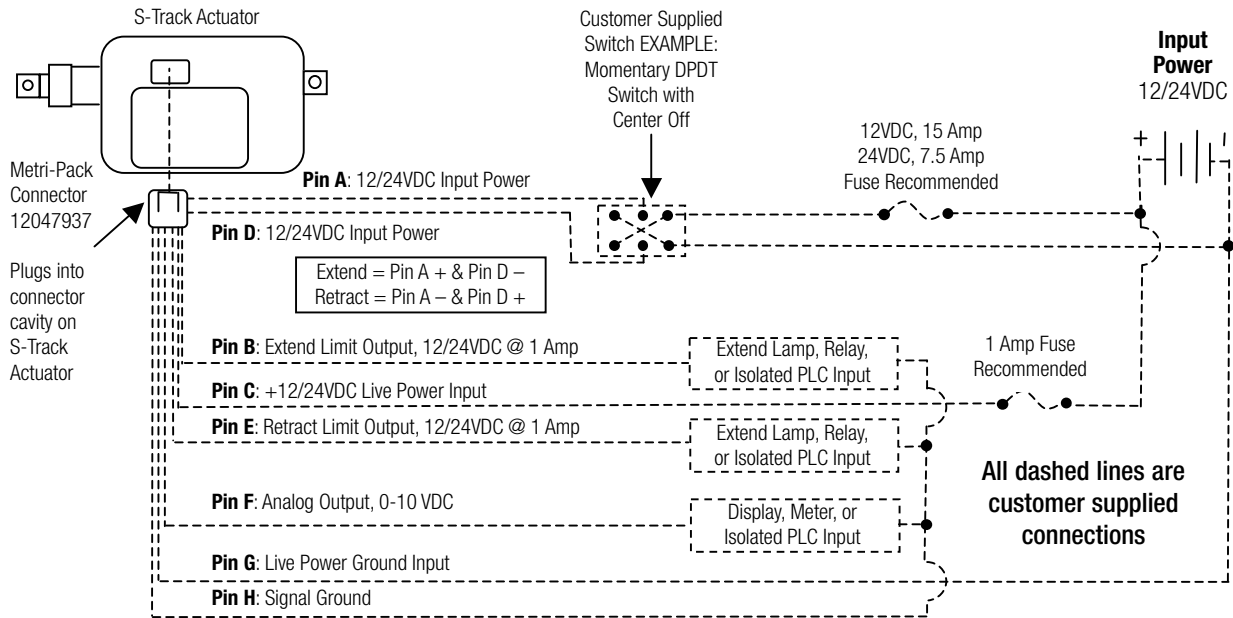 S-Track Actuator
Customer Supplied
Switch EXAMPLE:
Momentary DPDT
Switch with
Center Off
Input
Power
12/24VDC
+
-
12VDC, 15 Amp
24VDC, 7.5 Amp
Fuse Recommended
Metri-Pack
Connector
12047937
Plugs into
connector
cavity on
S-Track
Actuator
Pin A: 12/24VDC Input Power
Pin D: 12/24VDC Input Power
Extend = Pin A + & Pin D –
Retract = Pin A – & Pin D +
Pin B: Extend Limit Output, 12/24VDC @ 1 Amp
Extend Lamp, Relay,
or Isolated PLC Input
1 Amp Fuse
Recommended
Pin C: +12/24VDC Live Power Input
Pin E: Retract Limit Output, 12/24VDC @ 1 Amp
Extend Lamp, Relay,
or Isolated PLC Input
All dashed lines are
customer supplied
connections
Pin F: Analog Output, 0-10 VDC
Display, Meter, or
Isolated PLC Input
Pin G: Live Power Ground Input
Pin H: Signal Ground